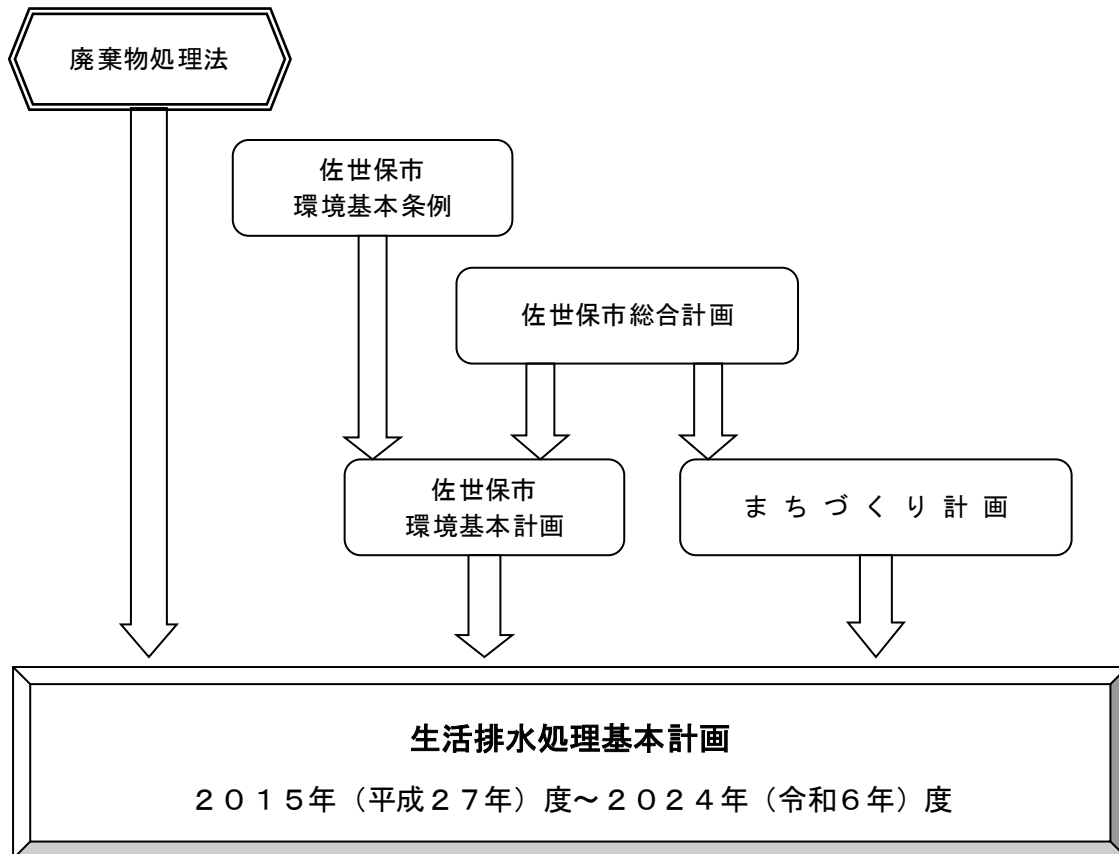 廃棄物処理法
佐世保市
環境基本条例
佐世保市総合計画
佐世保市
環境基本計画
まちづくり計画
生活排水処理基本計画
２０１５年（平成２７年）度～２０２４年（令和６年）度